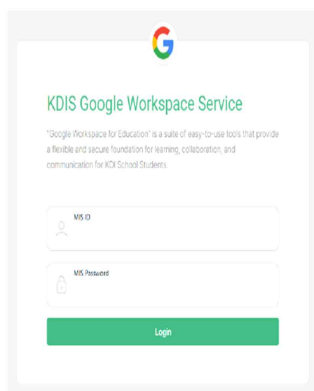 KDIS Google Workspace Service
"Google Workspace for Education" is a suite of easy-to-use tools that provide
a flexible and secure foundation for learning, collaboration, and
communication for KDI School Students.
MIS ID
MIS Password
Login